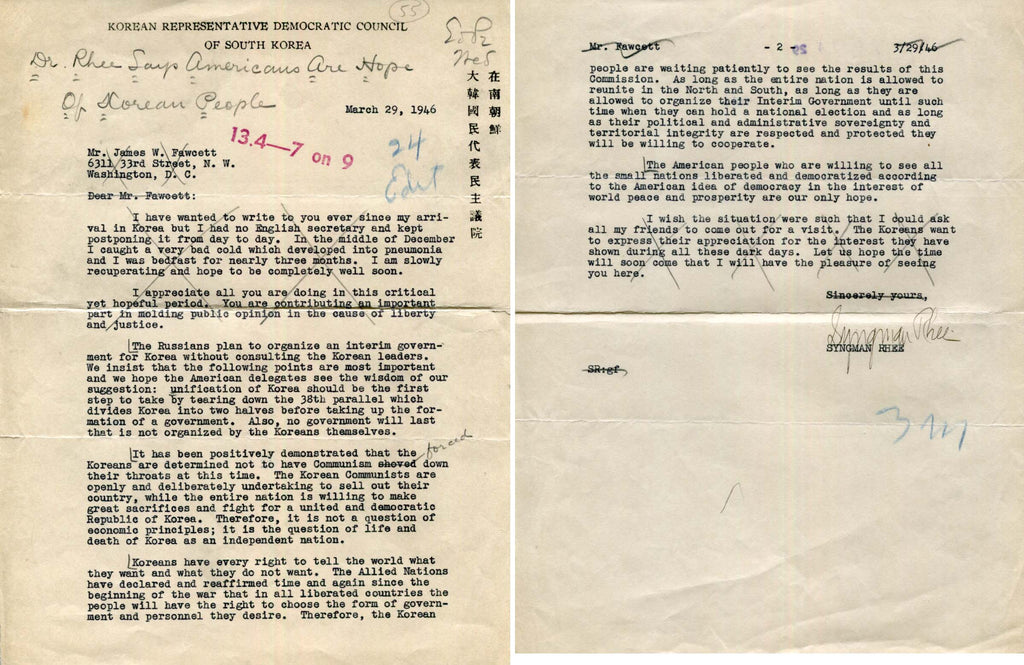 55
KOREAN REPRESENTATIVE DEMOCRATIC COUNCIL
OF SOUTH KOREA
Dr. Rhee Says Americans Are Hope
Of Korean People
在南朝鮮
大韓國民代表民主議院
March 29, 1946
13.4—7 on 9
24
Edit
Mr. James W. Fawcett
6311 33rd Street, N. W.
Washington, D. C.
Dear Mr. Fawcett:
I have wanted to write to you ever since my arri-
val in Korea but I had no English secretary and kept
postponing it from day to day. In the middle of December
I caught a very bad cold which developed into pneumonia
and I was bedfast for nearly three months. I am slowly
recuperating and hope to be completely well soon.
I appreciate all you are doing in this critical
yet hopeful period. You are contributing an important
part in molding public opinion in the cause of liberty
and justice.
The Russians plan to organize an interim govern-
ment for Korea without consulting the Korean leaders.
We insist that the following points are most important
and we hope the American delegates see the wisdom of our
suggestion: unification of Korea should be the first
step to take by tearing down the 38th parallel which
divides Korea into two halves before taking up the for-
mation of a government. Also, no government will last
that is not organized by the Koreans themselves.
forced
It has been positively demonstrated that the
Koreans are determined not to have Communism shoved down
their throats at this time. The Korean Communists are
openly and deliberately undertaking to sell out their
country, while the entire nation is willing to make
great sacrifices and fight for a united and democratic
Republic of Korea. Therefore, it is not a question of
economic principles; it is the question of life and
death of Korea as an independent nation.
Koreans have every right to tell the world what
they want and what they do not want. The Allied Nations
have declared and reaffirmed time and again since the
beginning of the war that in all liberated countries the
people will have the right to choose the form of govern-
ment and personnel they desire. Therefore, the Korean
Mr. Fawcett - 2 - 3/29/46
people are waiting patiently to see the results of this
Commission. As long as the entire nation is allowed to
reunite in the North and South, as long as they are
allowed to organize their Interim Government until such
time when they can hold a national election and as long
as their political and administrative sovereignty and
territorial integrity are respected and protected they
will be willing to cooperate.
The American people who are willing to see all
the small nations liberated and democratized according
to the American idea of democracy in the interest of
world peace and prosperity are our only hope.
I wish the situation were such that I could ask
all my friends to come out for a visit. The Koreans want
to express their appreciation for the interest they have
shown during all these dark days. Let us hope the time
will soon come that I will have the pleasure of seeing
you here.
Sincerely yours,
Syngman Rhee
SYNGMAN RHEE
SR:gf